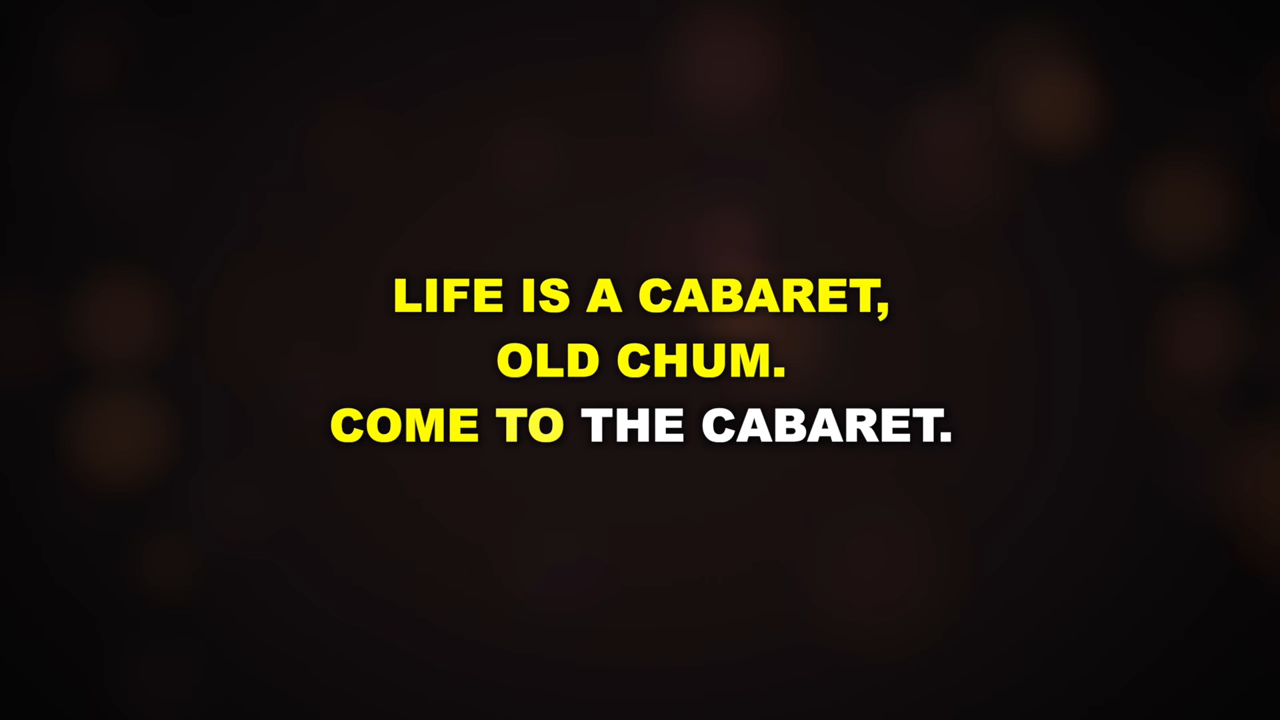 LIFE IS A CABARET,
OLD CHUM.
COME TO THE CABARET.